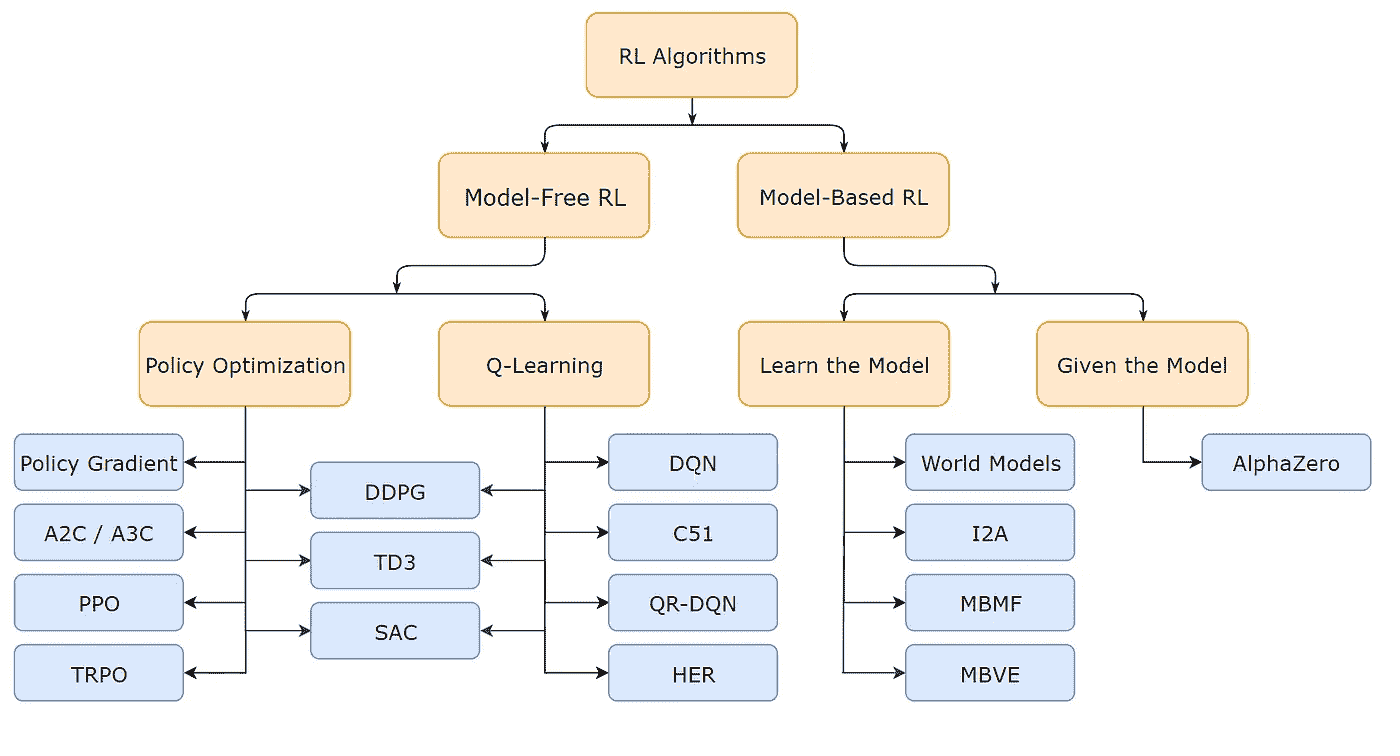 RL Algorithms
Model-Free RL
Model-Based RL
Policy Optimization
Q-Learning
Learn the Model
Given the Model
Policy Gradient
DDPG
DQN
World Models
AlphaZero
A2C / A3C
TD3
C51
I2A
PPO
SAC
QR-DQN
MBMF
TRPO
HER
MBVE